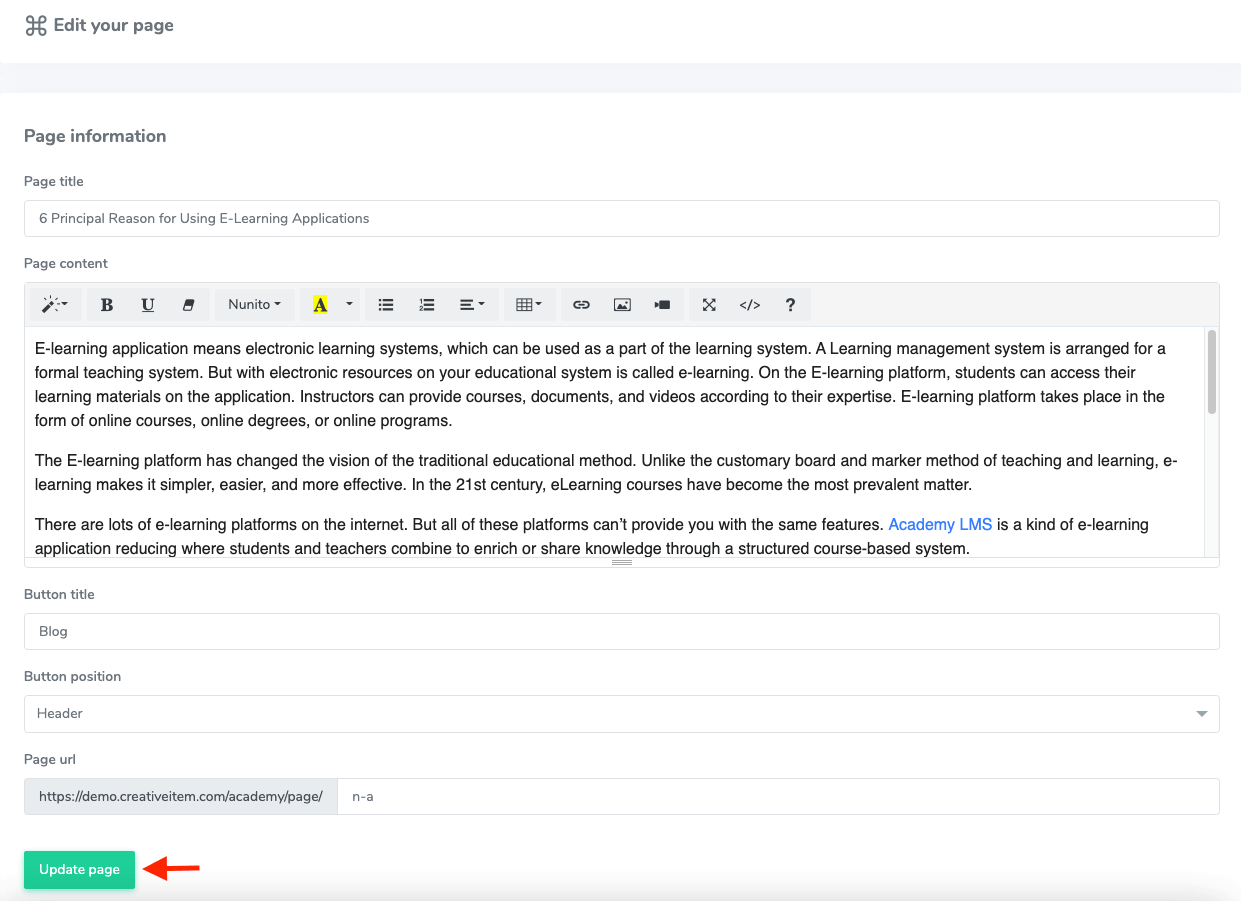 ⌘ Edit your page
Page information
Page title
6 Principal Reason for Using E-Learning Applications
Page content
B U Nunito A </> ?
E-learning application means electronic learning systems, which can be used as a part of the learning system. A Learning management system is arranged for a
formal teaching system. But with electronic resources on your educational system is called e-learning. On the E-learning platform, students can access their
learning materials on the application. Instructors can provide courses, documents, and videos according to their expertise. E-learning platform takes place in the
form of online courses, online degrees, or online programs.
The E-learning platform has changed the vision of the traditional educational method. Unlike the customary board and marker method of teaching and learning, e-
learning makes it simpler, easier, and more effective. In the 21st century, eLearning courses have become the most prevalent matter.
There are lots of e-learning platforms on the internet. But all of these platforms can’t provide you with the same features. Academy LMS is a kind of e-learning
application reducing where students and teachers combine to enrich or share knowledge through a structured course-based system.
Button title
Blog
Button position
Header
Page url
https://demo.creativeitem.com/academy/page/ n-a
Update page